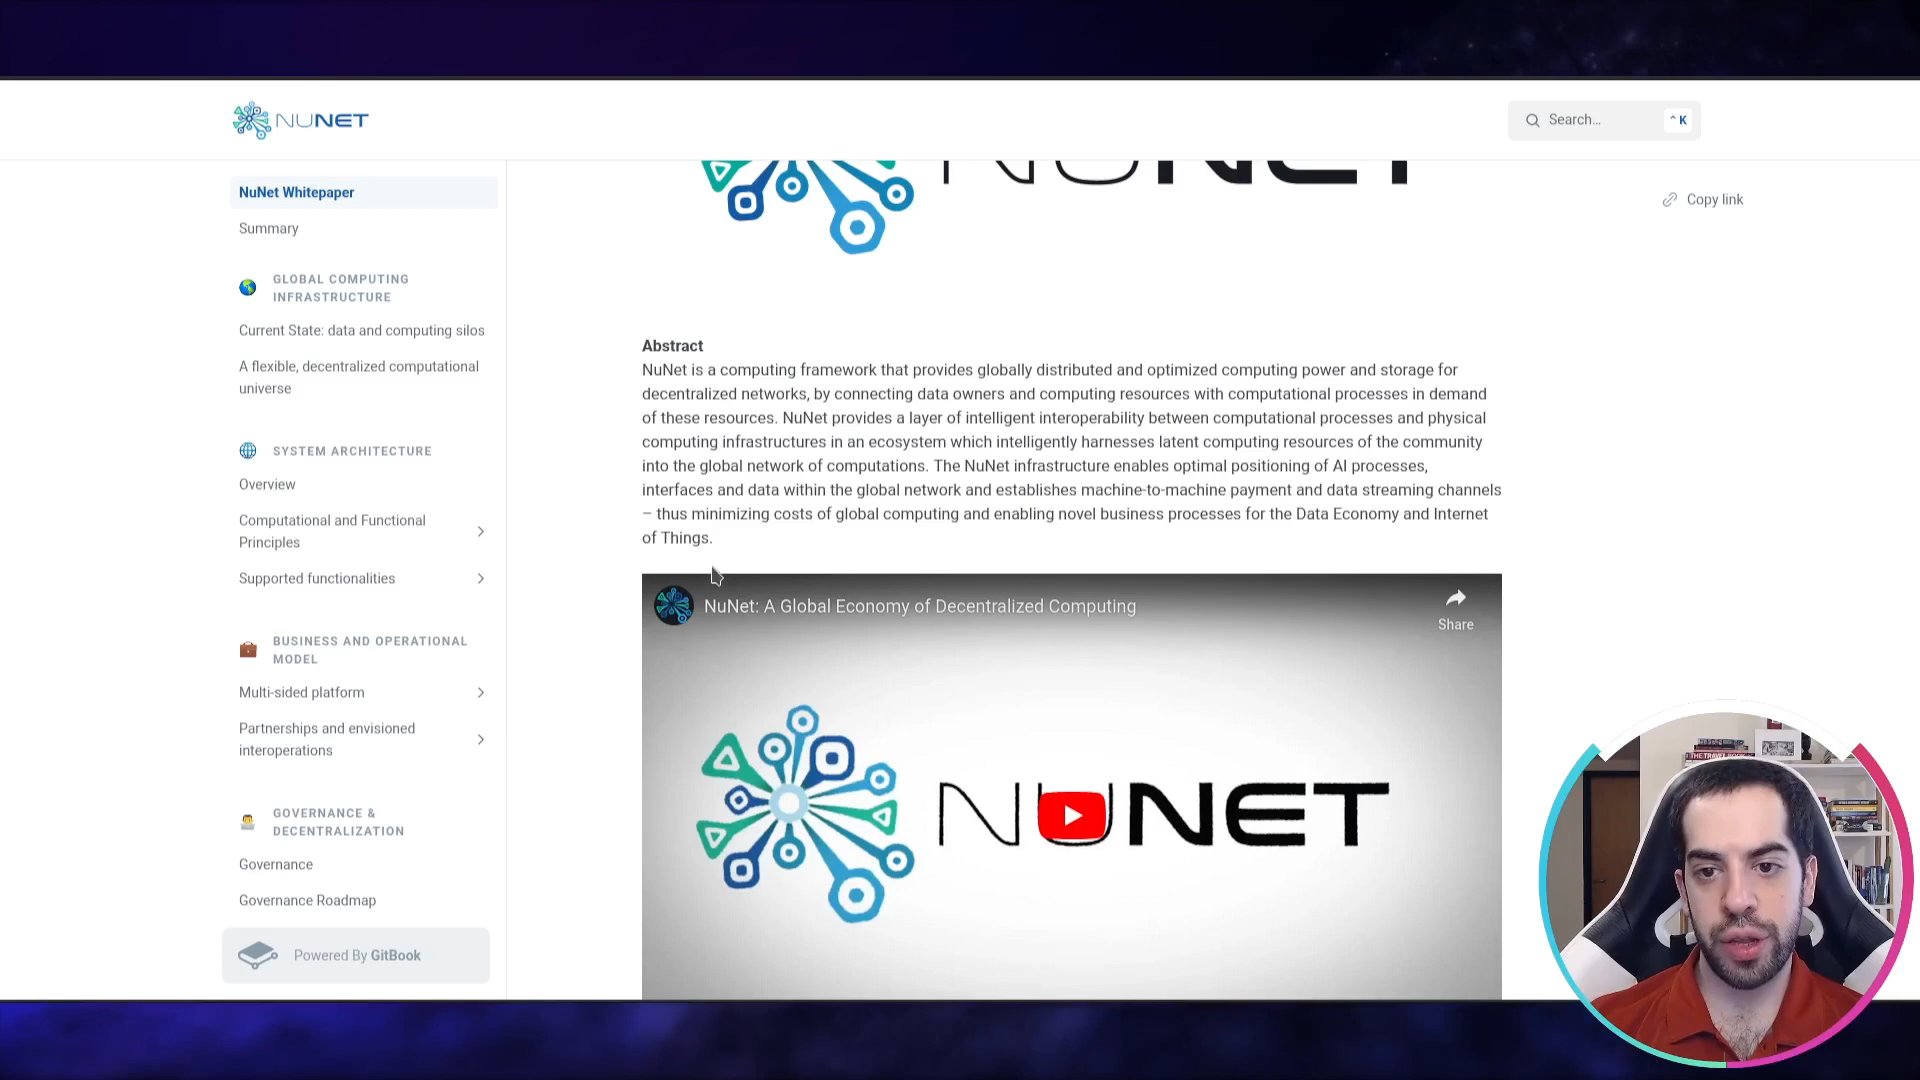 NUNET
Search...
⌃ K
NUNET
Copy link
NuNet Whitepaper
Summary
GLOBAL COMPUTING
INFRASTRUCTURE
Current State: data and computing silos
A flexible, decentralized computational
universe
SYSTEM ARCHITECTURE
Overview
Computational and Functional
Principles
Supported functionalities
BUSINESS AND OPERATIONAL
MODEL
Multi-sided platform
Partnerships and envisioned
interoperations
GOVERNANCE &
DECENTRALIZATION
Governance
Governance Roadmap
Powered By GitBook
Abstract
NuNet is a computing framework that provides globally distributed and optimized computing power and storage for
decentralized networks, by connecting data owners and computing resources with computational processes in demand
of these resources. NuNet provides a layer of intelligent interoperability between computational processes and physical
computing infrastructures in an ecosystem which intelligently harnesses latent computing resources of the community
into the global network of computations. The NuNet infrastructure enables optimal positioning of AI processes,
interfaces and data within the global network and establishes machine-to-machine payment and data streaming channels
– thus minimizing costs of global computing and enabling novel business processes for the Data Economy and Internet
of Things.
NuNet: A Global Economy of Decentralized Computing
Share
NUNET